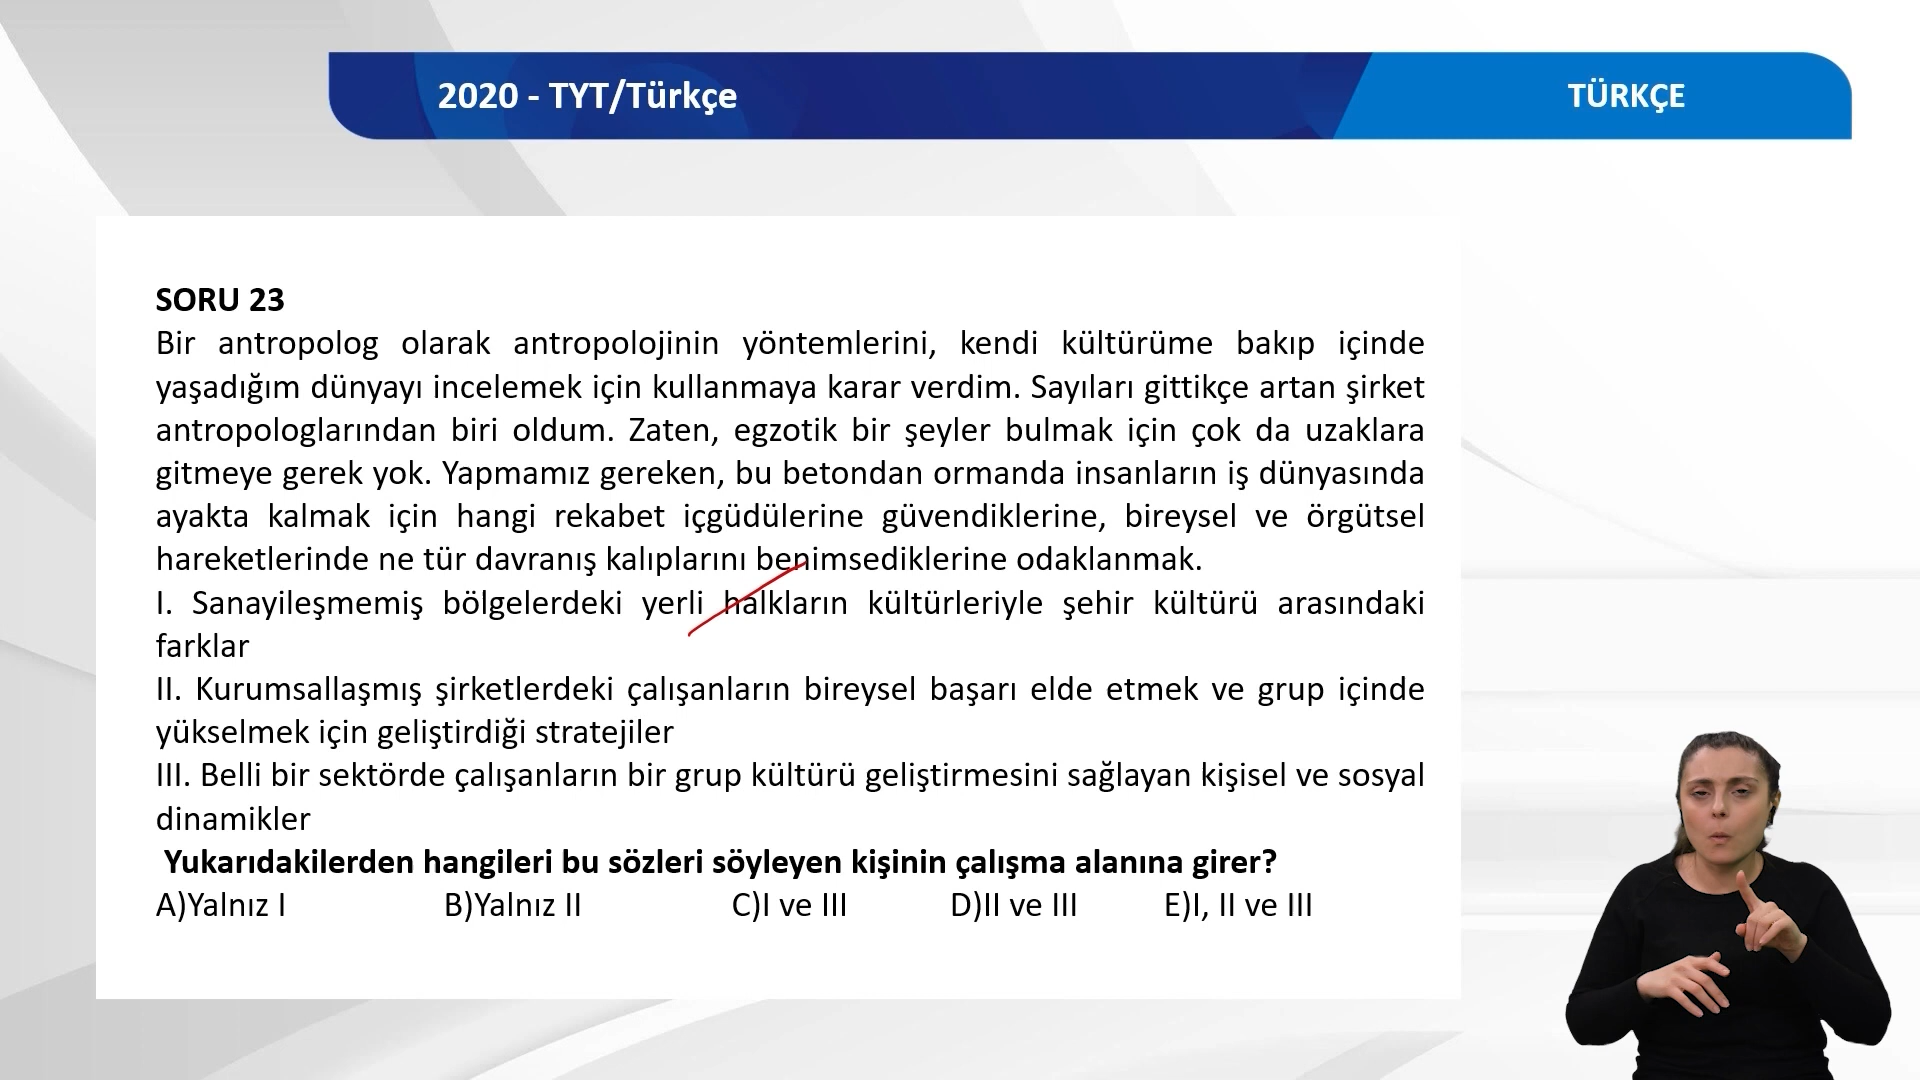 2020 - TYT/Türkçe
TÜRKÇE
SORU 23
Bir antropolog olarak antropolojinin yöntemlerini, kendi kültürüme bakıp içinde
yaşadığım dünyayı incelemek için kullanmaya karar verdim. Sayıları gittikçe artan şirket
antropologlarından biri oldum. Zaten, egzotik bir şeyler bulmak için çok da uzaklara
gitmeye gerek yok. Yapmamız gereken, bu betondan ormanda insanların iş dünyasında
ayakta kalmak için hangi rekabet içgüdülerine güvendiklerine, bireysel ve örgütsel
hareketlerinde ne tür davranış kalıplarını benimsediklerine odaklanmak.
I. Sanayileşmemiş bölgelerdeki yerli halkların kültürleriyle şehir kültürü arasındaki
farklar
II. Kurumsallaşmış şirketlerdeki çalışanların bireysel başarı elde etmek ve grup içinde
yükselmek için geliştirdiği stratejiler
III. Belli bir sektörde çalışanların bir grup kültürü geliştirmesini sağlayan kişisel ve sosyal
dinamikler
Yukarıdakilerden hangileri bu sözleri söyleyen kişinin çalışma alanına girer?
A)Yalnız I B)Yalnız II C)I ve III D)II ve III E)I, II ve III